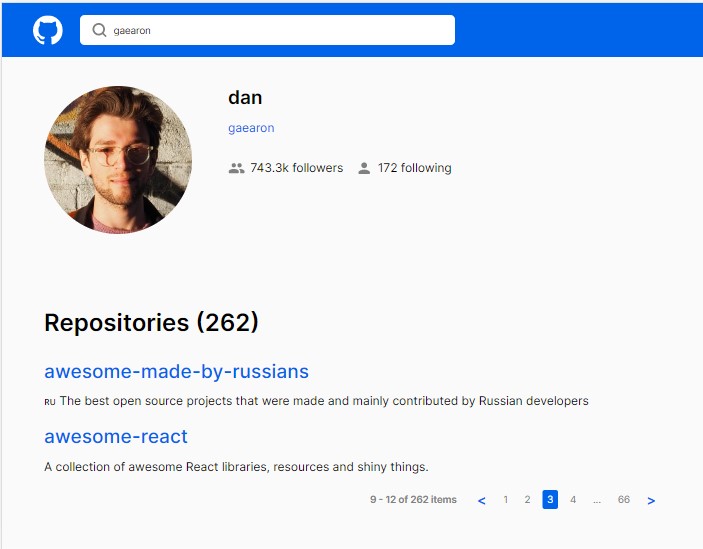 gaearon
dan
gaearon
743.3k followers 172 following
Repositories (262)
awesome-made-by-russians
RU The best open source projects that were made and mainly contributed by Russian developers
awesome-react
A collection of awesome React libraries, resources and shiny things.
9 - 12 of 262 items < 1 2 3 4 ... 66 >